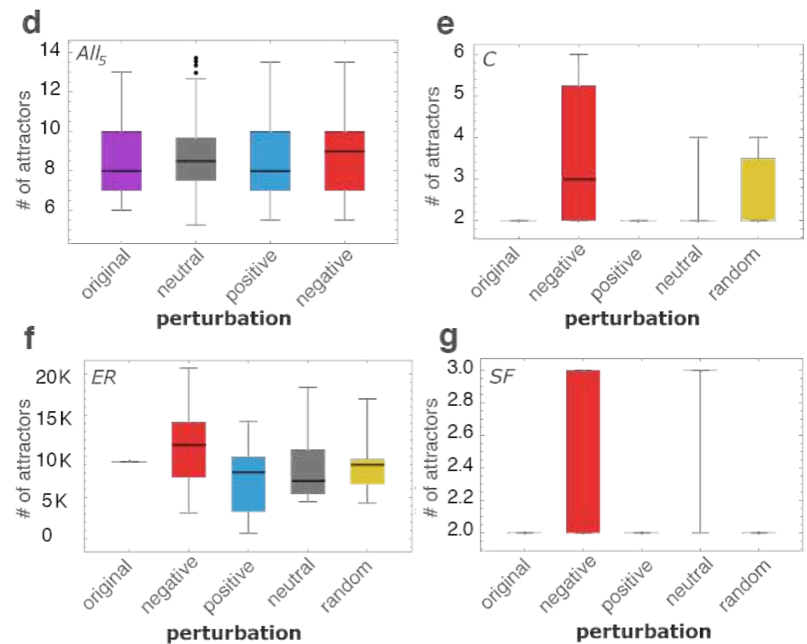 d
All5
# of attractors
14
12
10
8
6
original
neutral
positive
negative
perturbation
e
C
# of attractors
6
5
4
3
2
original
negative
positive
neutral
random
perturbation
f
ER
# of attractors
20K
15K
10K
5K
0
original
negative
positive
neutral
random
perturbation
g
SF
# of attractors
3.0
2.8
2.6
2.4
2.2
2.0
original
negative
positive
neutral
random
perturbation